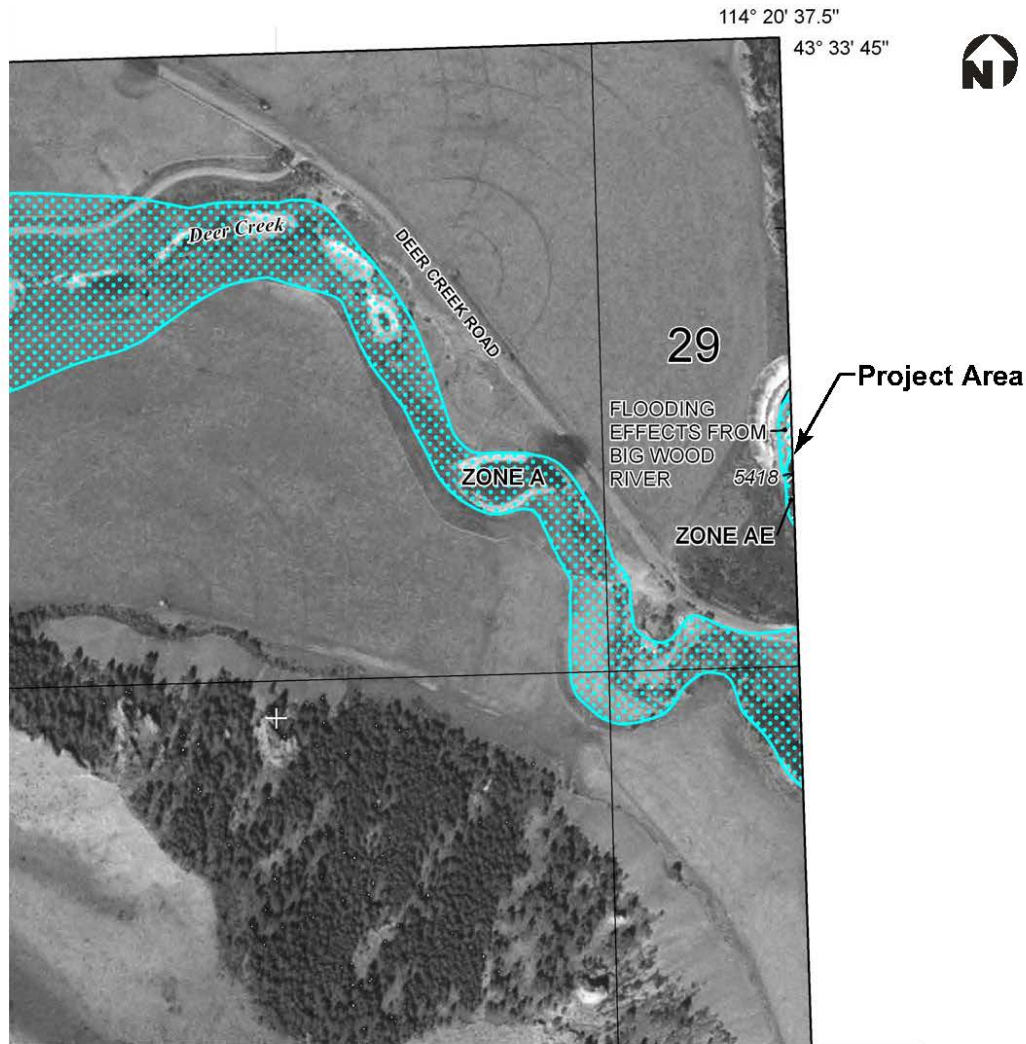 114° 20' 37.5"
43° 33' 45"
N
Deer Creek
DEER CREEK ROAD
29
Project Area
FLOODING
EFFECTS FROM
BIG WOOD
RIVER
5418
ZONE A
ZONE AE